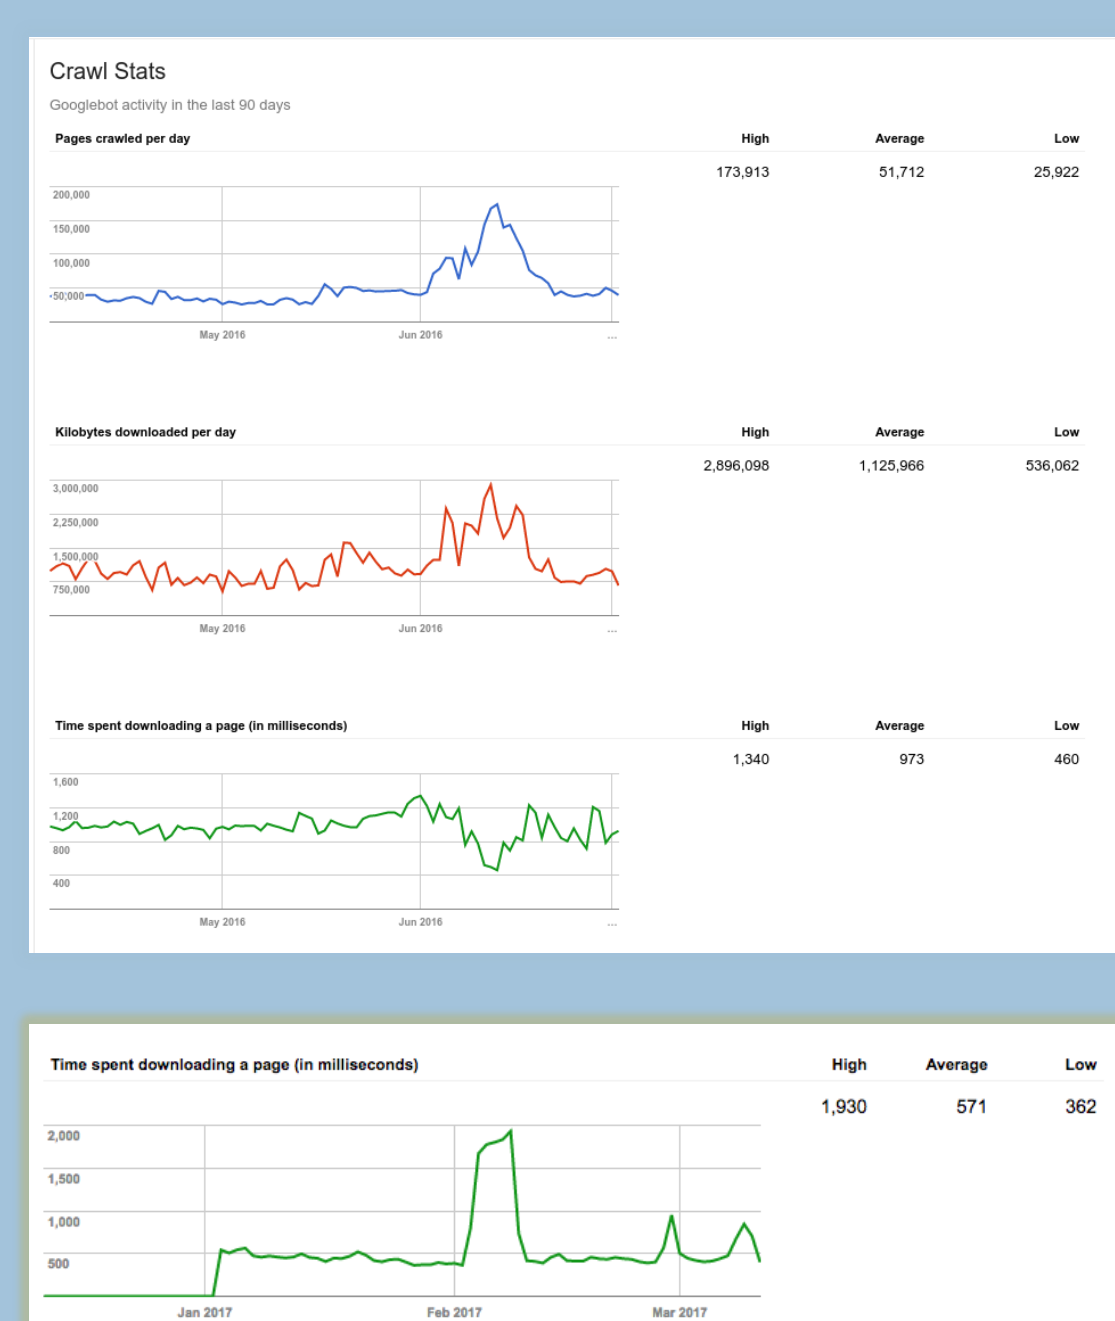 Crawl Stats
Googlebot activity in the last 90 days
Pages crawled per day High Average Low
173,913 51,712 25,922
200,000
150,000
100,000
50,000
May 2016 Jun 2016 ...
Kilobytes downloaded per day High Average Low
2,896,098 1,125,966 536,062
3,000,000
2,250,000
1,500,000
750,000
May 2016 Jun 2016 ...
Time spent downloading a page (in milliseconds) High Average Low
1,340 973 460
1,600
1,200
800
400
May 2016 Jun 2016 ...
Time spent downloading a page (in milliseconds) High Average Low
1,930 571 362
2,000
1,500
1,000
500
Jan 2017 Feb 2017 Mar 2017